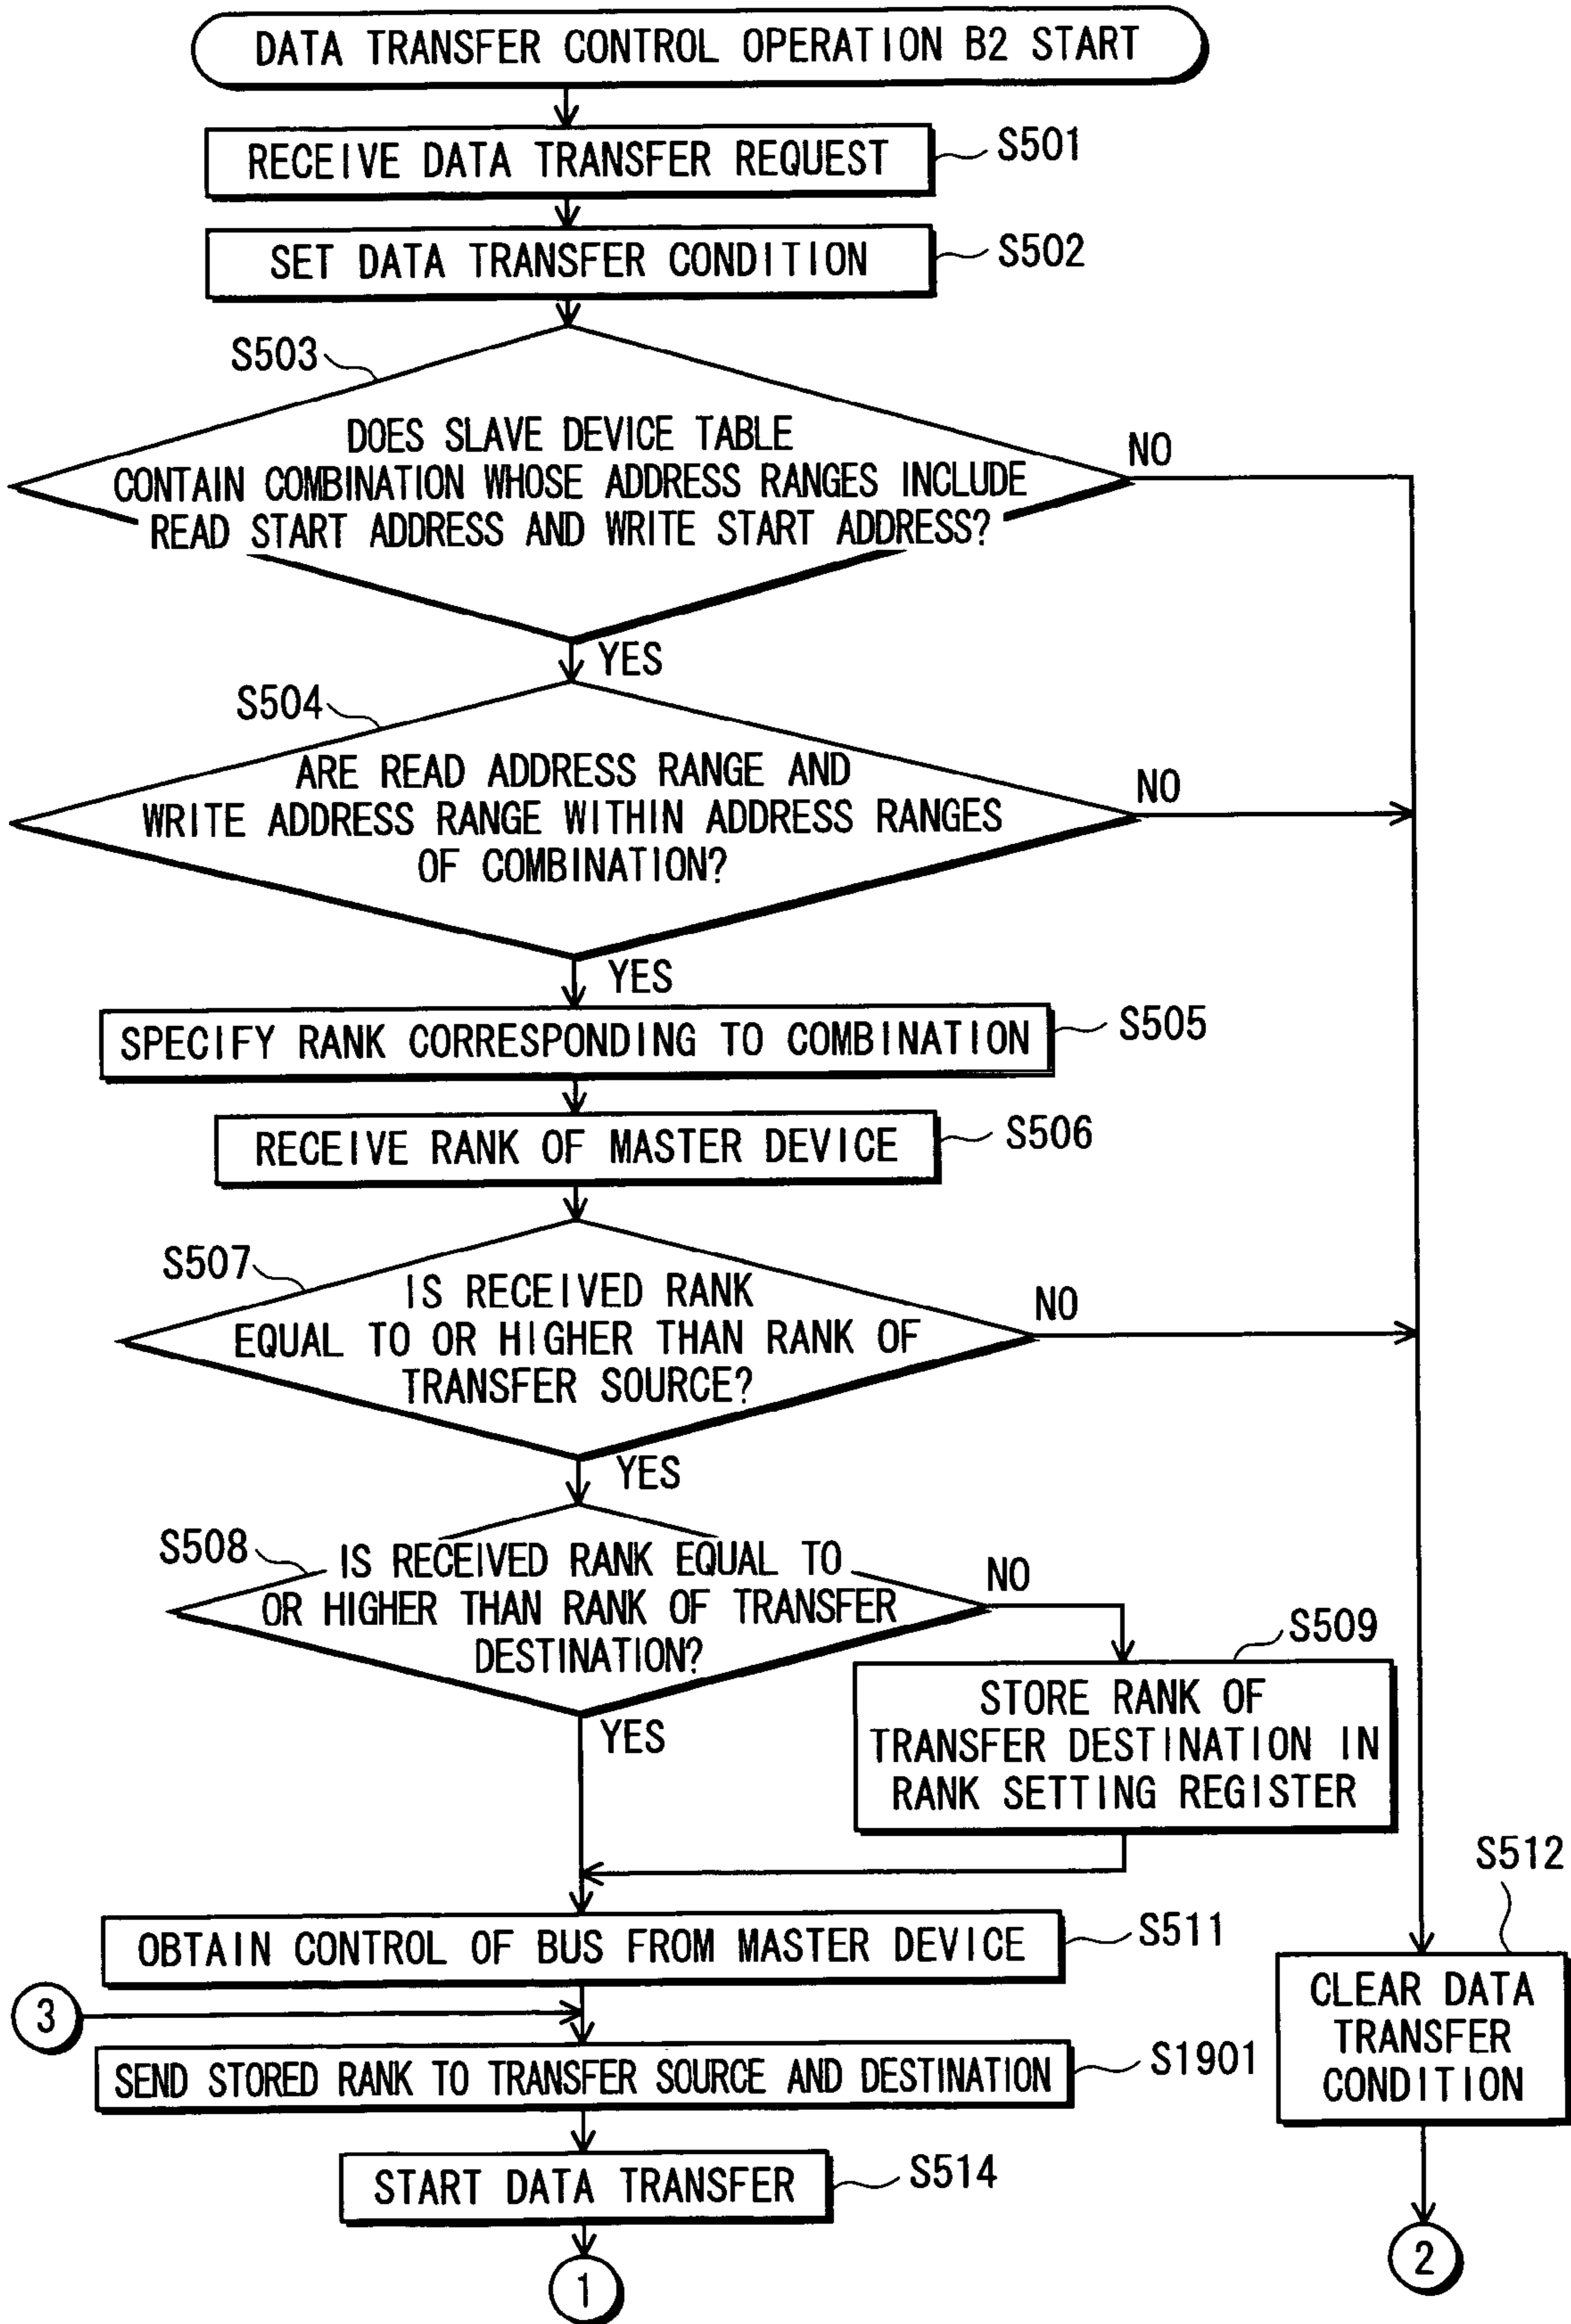 DATA TRANSFER CONTROL OPERATION B2 START
RECEIVE DATA TRANSFER REQUEST
S501
SET DATA TRANSFER CONDITION
S502
S503
DOES SLAVE DEVICE TABLE
CONTAIN COMBINATION WHOSE ADDRESS RANGES INCLUDE
READ START ADDRESS AND WRITE START ADDRESS?
NO
YES
S504
ARE READ ADDRESS RANGE AND
WRITE ADDRESS RANGE WITHIN ADDRESS RANGES
OF COMBINATION?
NO
YES
SPECIFY RANK CORRESPONDING TO COMBINATION
S505
RECEIVE RANK OF MASTER DEVICE
S506
S507
IS RECEIVED RANK
EQUAL TO OR HIGHER THAN RANK OF
TRANSFER SOURCE?
NO
YES
S508
IS RECEIVED RANK EQUAL TO
OR HIGHER THAN RANK OF TRANSFER
DESTINATION?
NO
YES
S509
STORE RANK OF
TRANSFER DESTINATION IN
RANK SETTING REGISTER
OBTAIN CONTROL OF BUS FROM MASTER DEVICE
S511
S512
CLEAR DATA
TRANSFER
CONDITION
3
SEND STORED RANK TO TRANSFER SOURCE AND DESTINATION
S1901
START DATA TRANSFER
S514
1
2